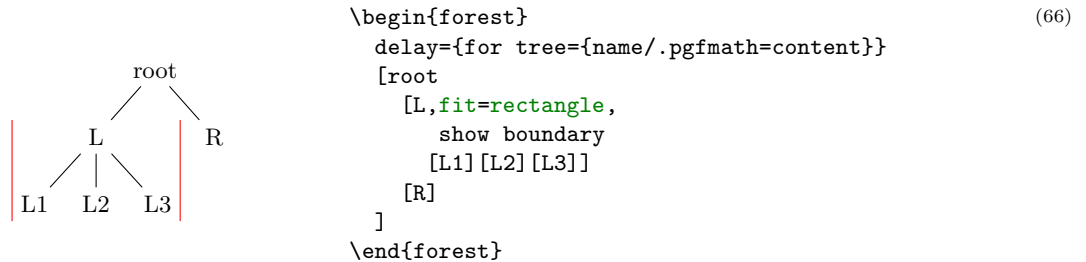 \begin{forest} (66)
  delay={for tree={name/.pgfmath=content}}
  [root
    [L,fit=rectangle,
       show boundary
      [L1][L2][L3]]
    [R]
  ]
\end{forest}
root
L R
L1 L2 L3